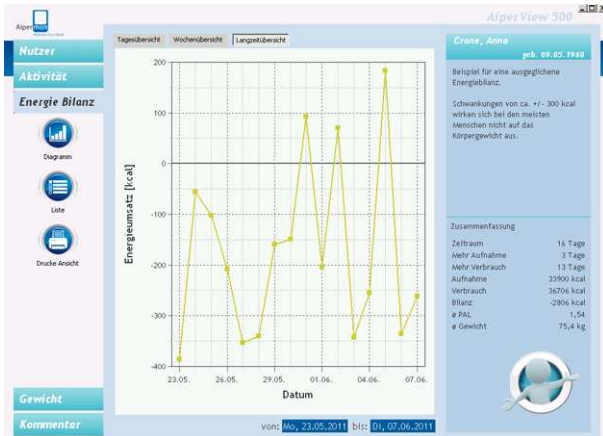 AiperView 500
Aipermon
Nutzer
Aktivität
Energie Bilanz
Diagramm
Liste
Drucke Ansicht
Gewicht
Kommentar
Tagesübersicht Wochenübersicht Langzeitübersicht
Energieumsatz [kcal]
200
100
0
-100
-200
-300
-400
23.05. 26.05. 29.05. 01.06. 04.06. 07.06.
Datum
von: Mo, 23.05.2011 bis: Di, 07.06.2011
Crone, Anna
geb. 09.05.1960
Beispiel für eine ausgeglichene
Energiebilanz.
Schwankungen von ca. +/- 300 kcal
wirken sich bei den meisten
Menschen nicht auf das
Körpergewicht aus.
Zusammenfassung
Zeitraum 16 Tage
Mehr Aufnahme 3 Tage
Mehr Verbrauch 13 Tage
Aufnahme 33900 kcal
Verbrauch 36706 kcal
Bilanz -2806 kcal
ø PAL 1,54
ø Gewicht 75,4 kg